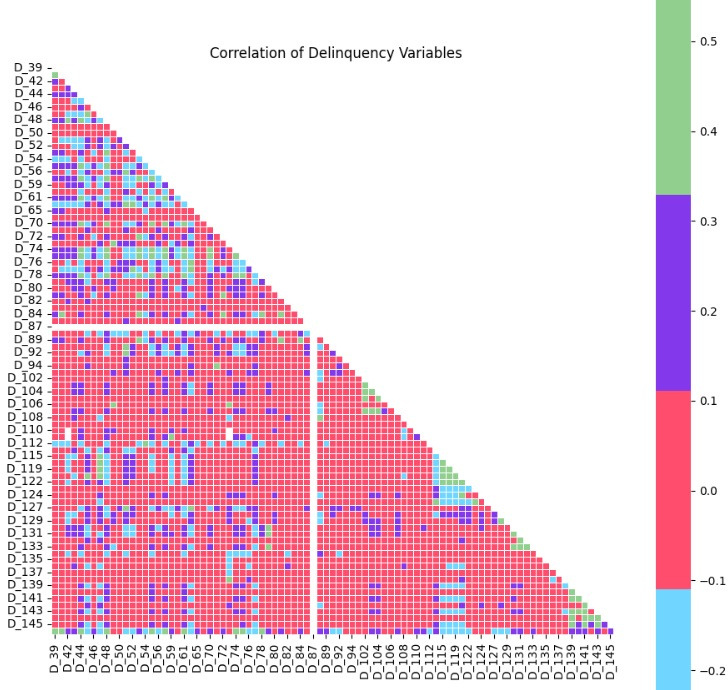 Correlation of Delinquency Variables
D_39
D_42
D_44
D_46
D_48
D_50
D_52
D_54
D_56
D_59
D_61
D_65
D_70
D_72
D_74
D_76
D_78
D_80
D_82
D_84
D_87
D_89
D_92
D_94
D_102
D_104
D_106
D_108
D_110
D_112
D_115
D_119
D_122
D_124
D_127
D_129
D_131
D_133
D_135
D_137
D_139
D_141
D_143
D_145
D_39
D_42
D_44
D_46
D_48
D_50
D_52
D_54
D_56
D_59
D_61
D_65
D_70
D_72
D_74
D_76
D_78
D_80
D_82
D_84
D_87
D_89
D_92
D_94
D_102
D_104
D_106
D_108
D_110
D_112
D_115
D_119
D_122
D_124
D_127
D_129
D_131
D_133
D_135
D_137
D_139
D_141
D_143
D_145
0.5
0.4
0.3
0.2
0.1
0.0
−0.1
−0.2